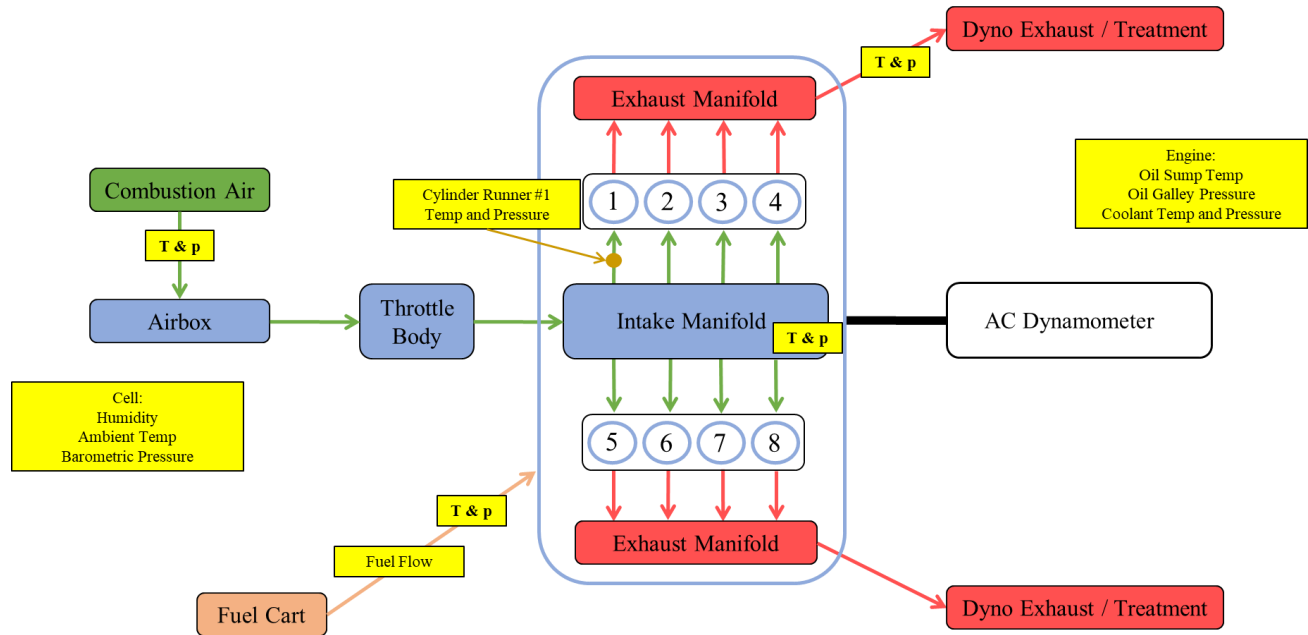 Dyno Exhaust / Treatment
T & p
Exhaust Manifold
Combustion Air
T & p
Cylinder Runner #1
Temp and Pressure
1 2 3 4
Engine:
Oil Sump Temp
Oil Galley Pressure
Coolant Temp and Pressure
Airbox
Throttle
Body
Intake Manifold
T & p
AC Dynamometer
Cell:
Humidity
Ambient Temp
Barometric Pressure
5 6 7 8
T & p
Fuel Flow
Exhaust Manifold
Fuel Cart
Dyno Exhaust / Treatment